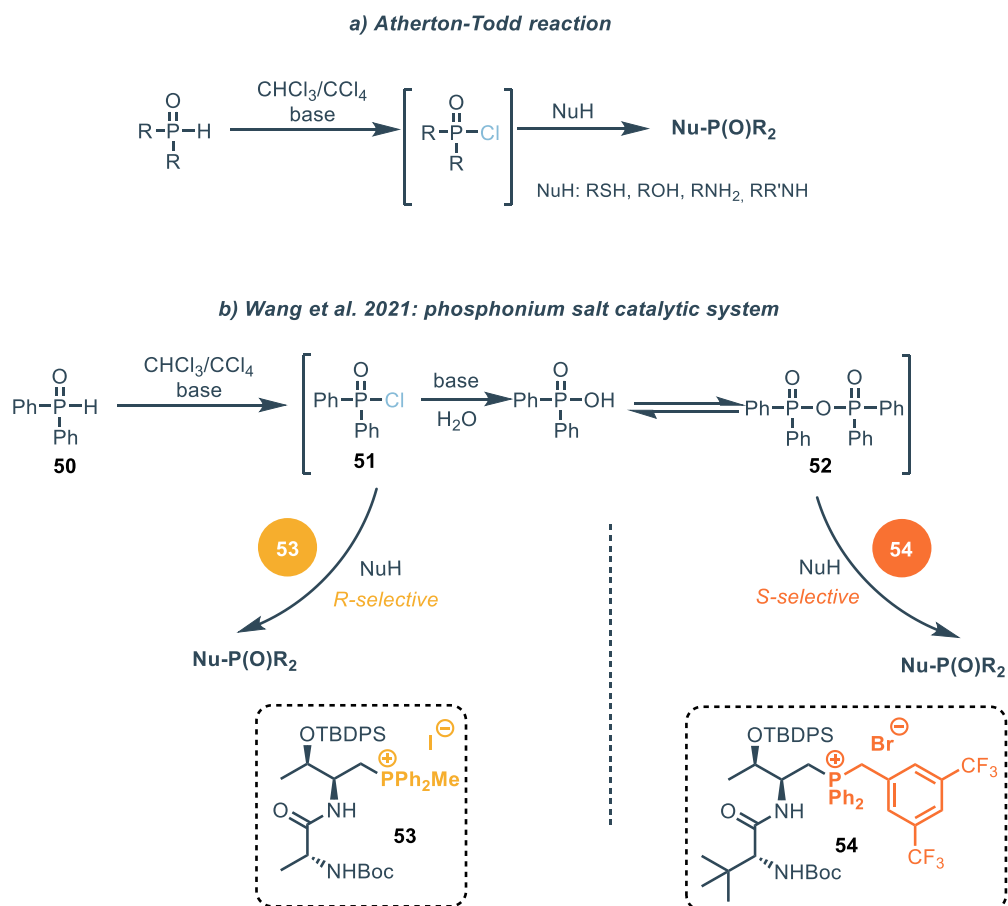 a) Atherton-Todd reaction
O
R P H
R
CHCl3/CCl4
base
O
R P Cl
R
NuH
Nu-P(O)R2
NuH: RSH, ROH, RNH2, RR'NH
b) Wang et al. 2021: phosphonium salt catalytic system
O
Ph P H
Ph
50
CHCl3/CCl4
base
O
Ph P Cl
Ph
51
base
H2O
O
Ph P OH
Ph
O O
Ph P O P Ph
Ph Ph
52
53
NuH
R-selective
Nu-P(O)R2
54
NuH
S-selective
Nu-P(O)R2
OTBDPS
I ⊖
⊕
PPh2Me
NH
O
NHBoc
53
OTBDPS
Br ⊖
⊕
P
Ph2
CF3
CF3
NH
O
NHBoc
54